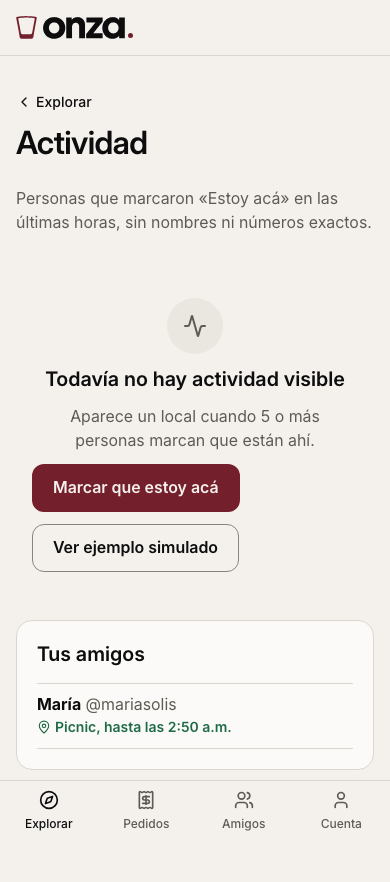 onza.
Explorar
Actividad
Personas que marcaron «Estoy acá» en las
últimas horas, sin nombres ni números exactos.
Todavía no hay actividad visible
Aparece un local cuando 5 o más
personas marcan que están ahí.
Marcar que estoy acá
Ver ejemplo simulado
Tus amigos
María @mariasolis
Picnic, hasta las 2:50 a.m.
Explorar
Pedidos
Amigos
Cuenta